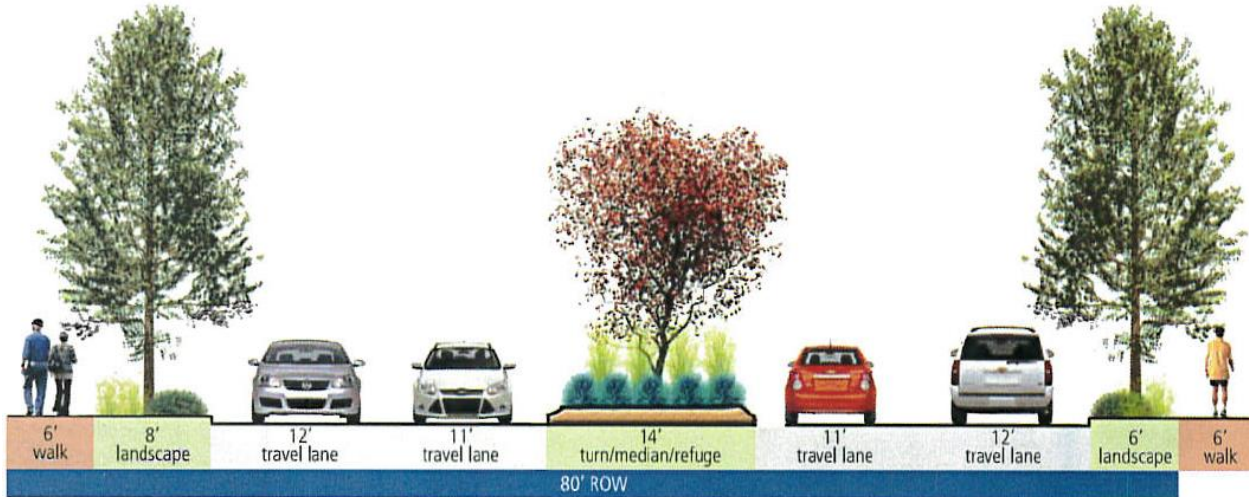 6’ 8’ 12’ 11’ 14’ 11’ 12’ 6’ 6’
walk landscape travel lane travel lane turn/median/refuge travel lane travel lane landscape walk
80’ ROW